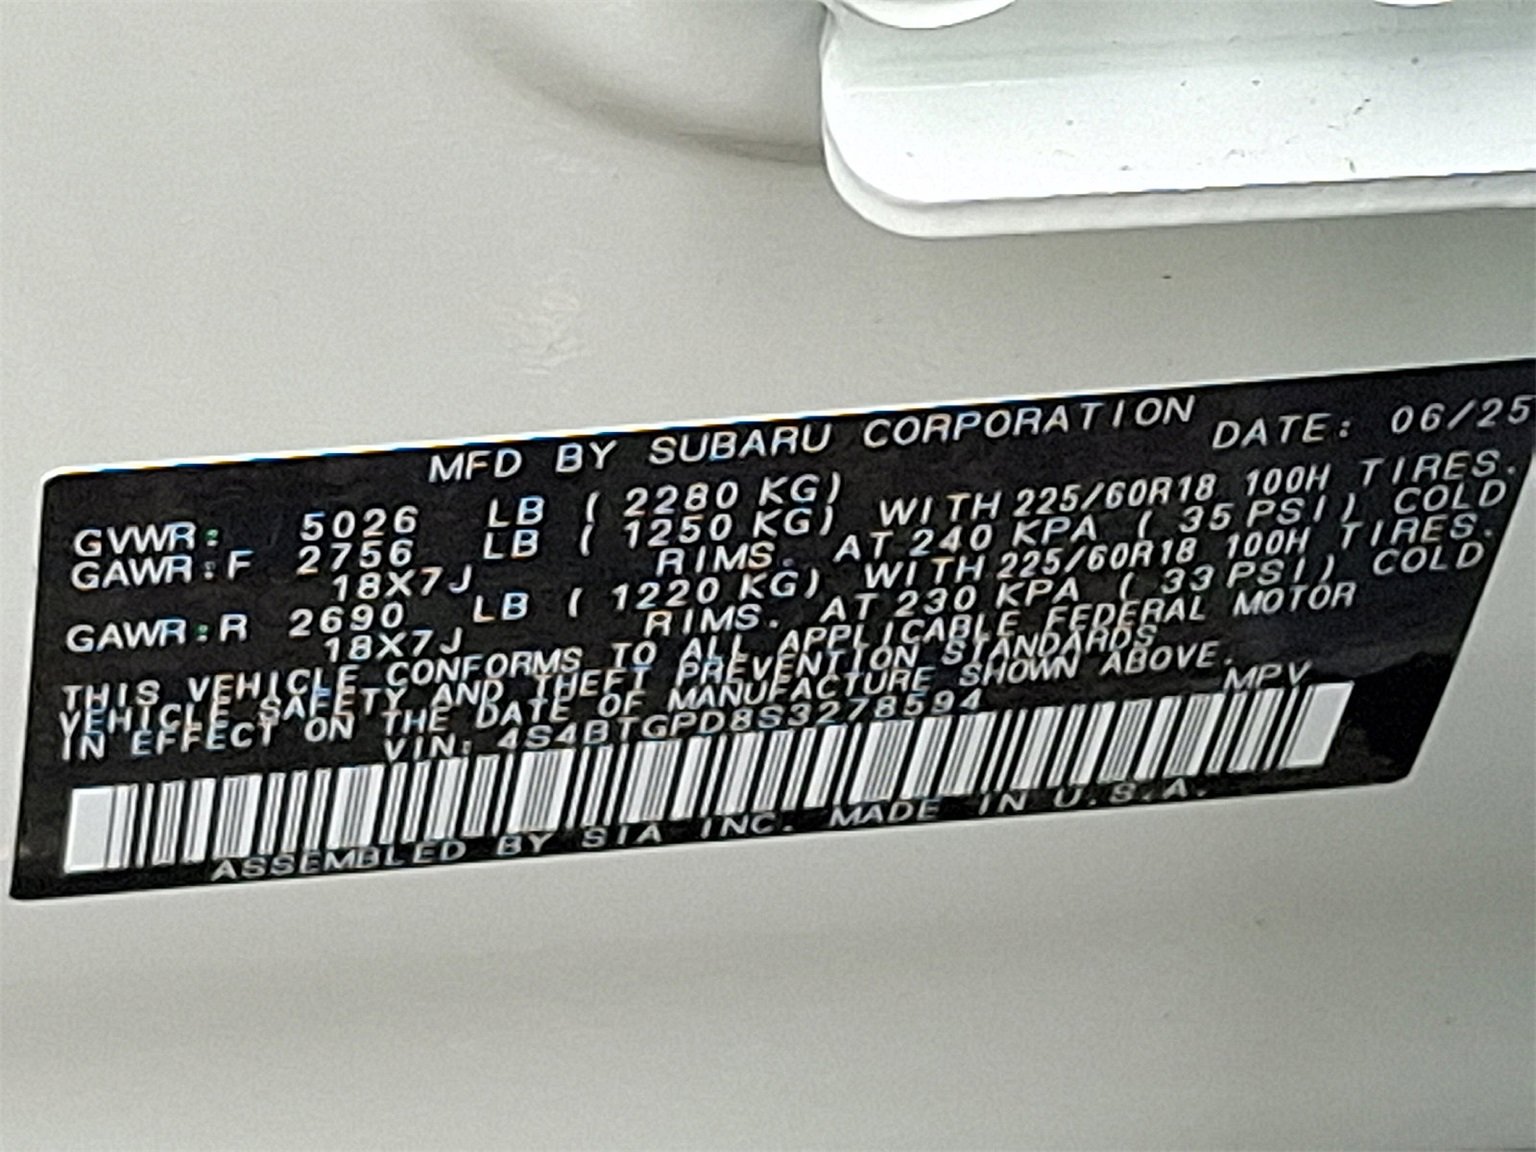 MFD BY SUBARU CORPORATION DATE: 06/25
GVWR: 5026 LB ( 2280 KG)
GAWR:F 2756 LB ( 1250 KG) WITH 225/60R18 100H TIRES.
18X7J RIMS. AT 240 KPA ( 35 PSI) COLD
GAWR:R 2690 LB ( 1220 KG) WITH 225/60R18 100H TIRES.
18X7J RIMS. AT 230 KPA ( 33 PSI) COLD
THIS VEHICLE CONFORMS TO ALL APPLICABLE FEDERAL MOTOR
VEHICLE SAFETY AND THEFT PREVENTION STANDARDS
IN EFFECT ON THE DATE OF MANUFACTURE SHOWN ABOVE.
VIN: 4S4BTGPD8S3278594 MPV
ASSEMBLED BY SIA INC. MADE IN U.S.A.